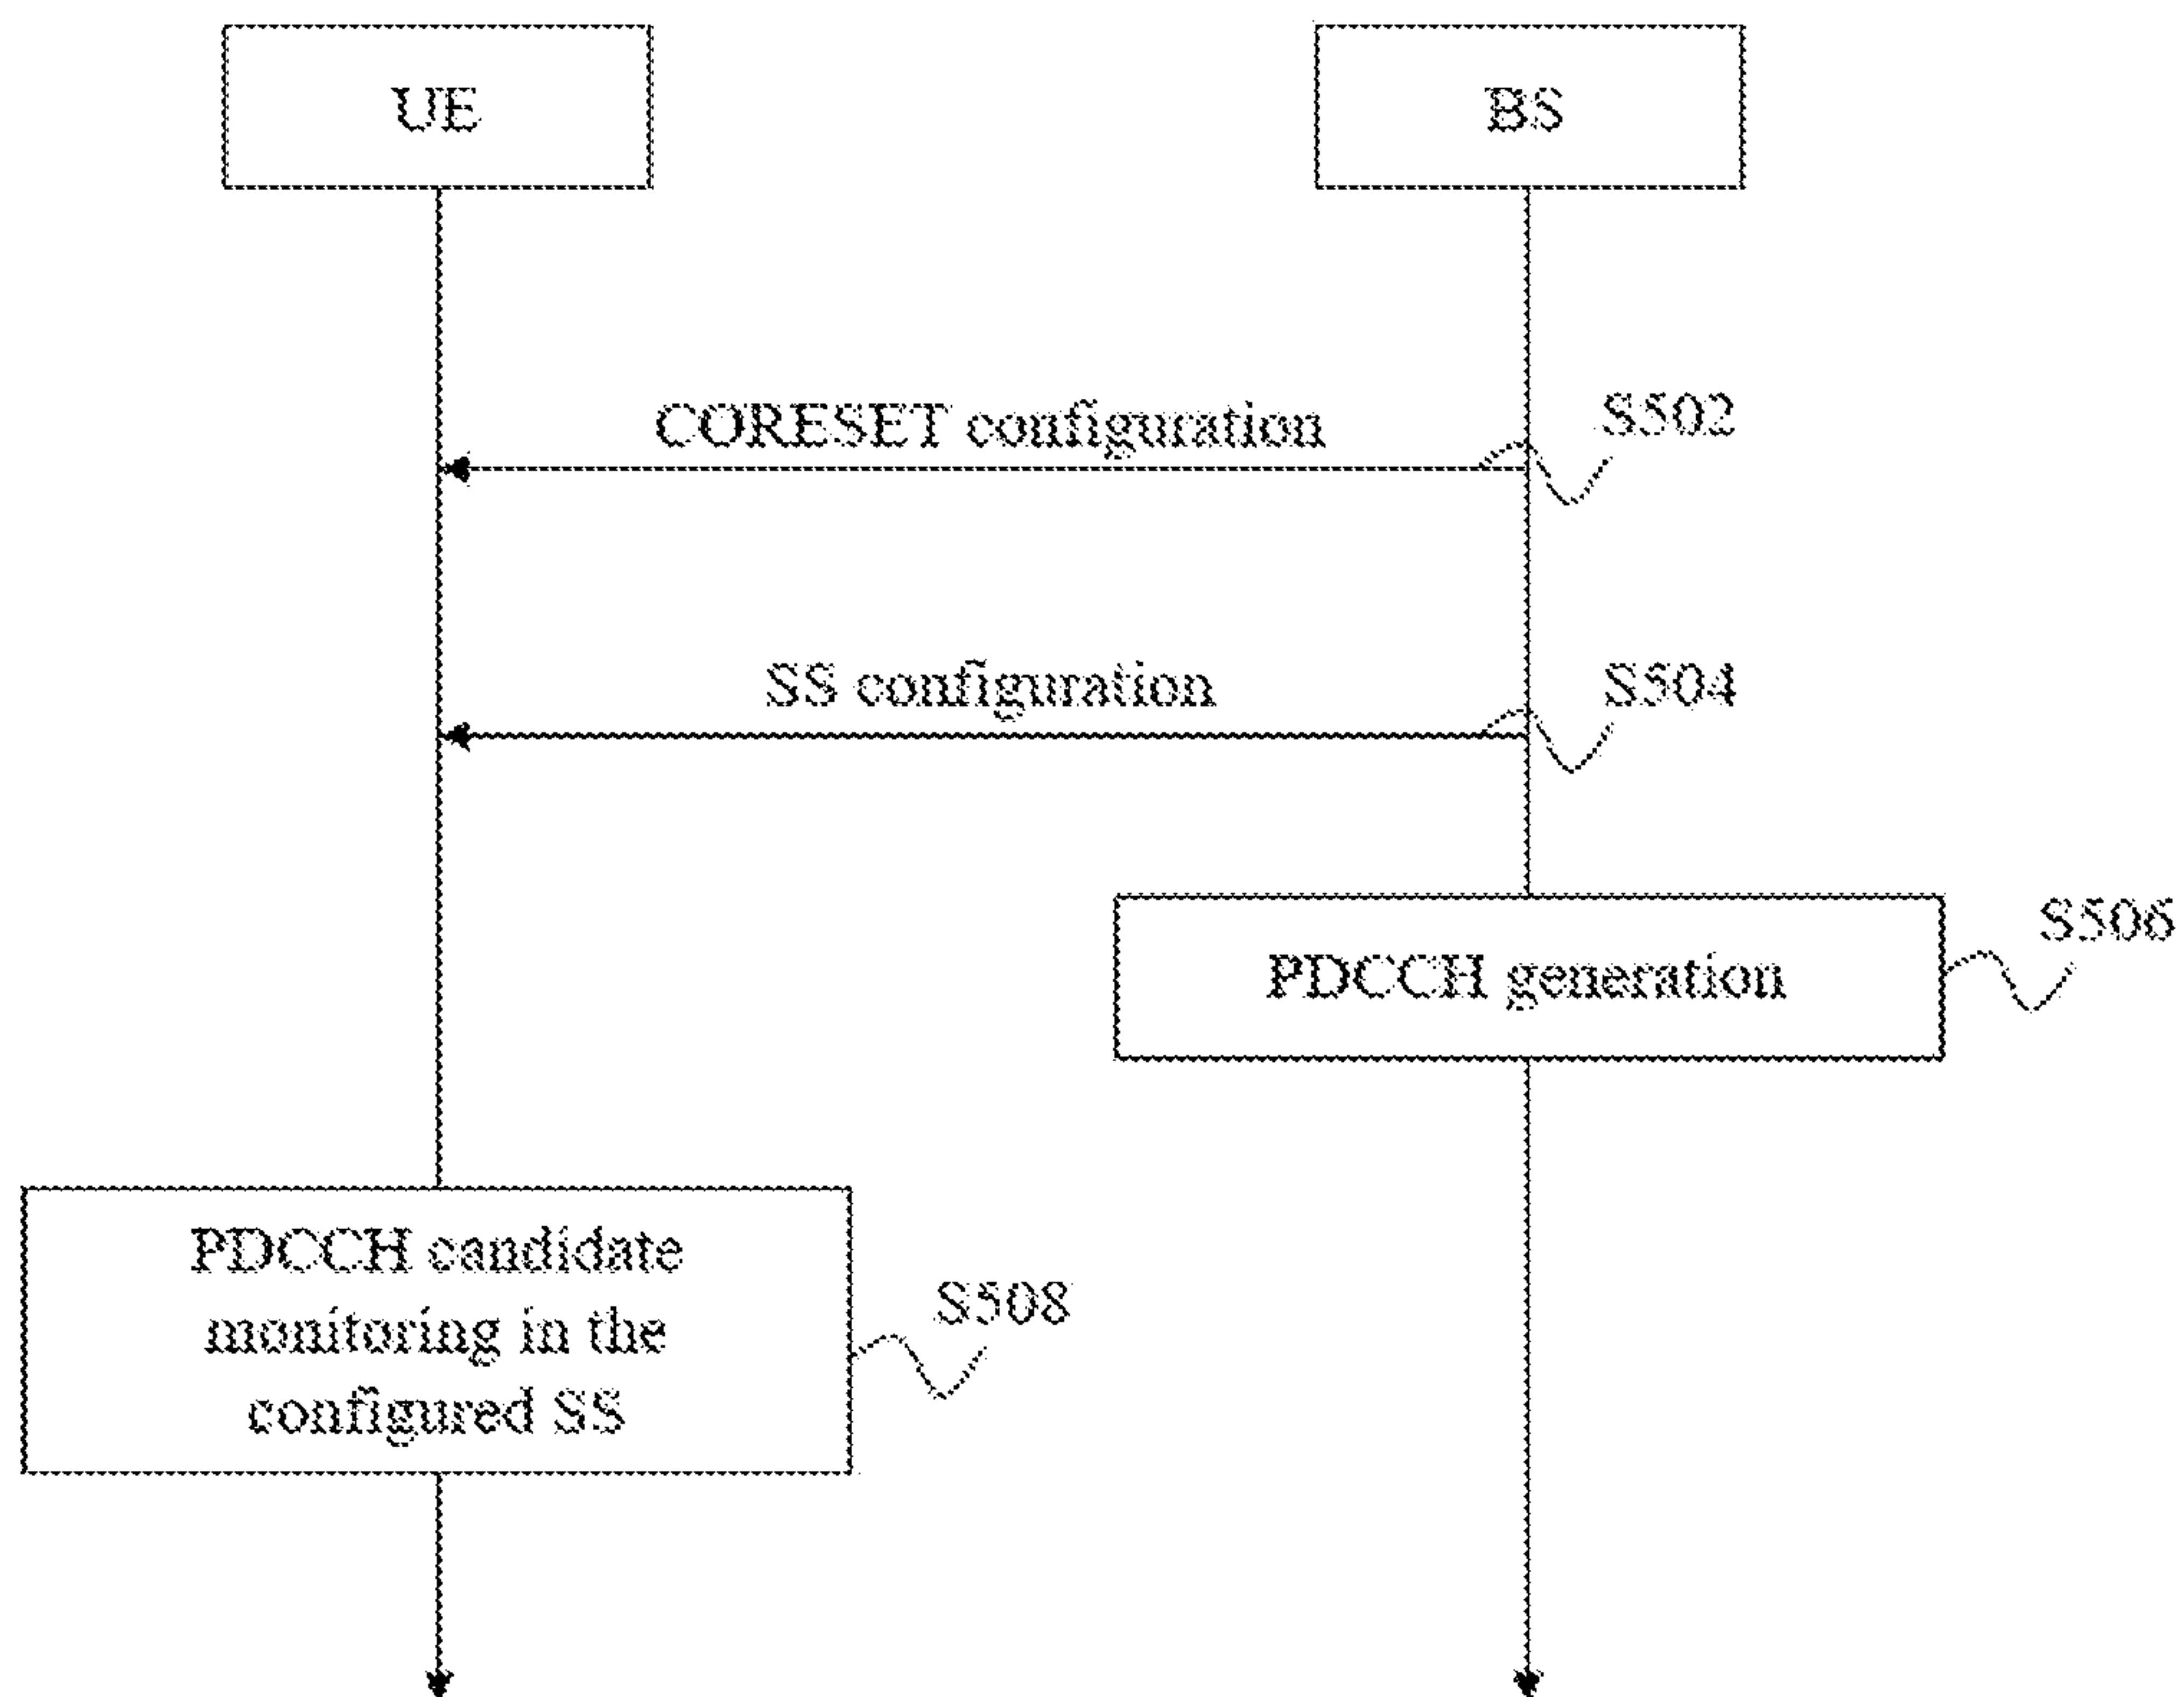 UE
BS
CORESET configuration
S502
SS configuration
S504
PDCCH generation
S506
PDCCH candidate
monitoring in the
configured SS
S508